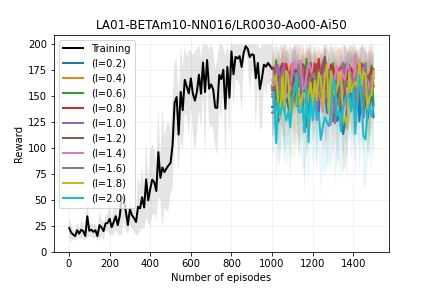 LA01-BETAm10-NN016/LR0030-Ao00-Ai50
Reward
200
175
150
125
100
75
50
25
0
Training
(l=0.2)
(l=0.4)
(l=0.6)
(l=0.8)
(l=1.0)
(l=1.2)
(l=1.4)
(l=1.6)
(l=1.8)
(l=2.0)
0 200 400 600 800 1000 1200 1400
Number of episodes